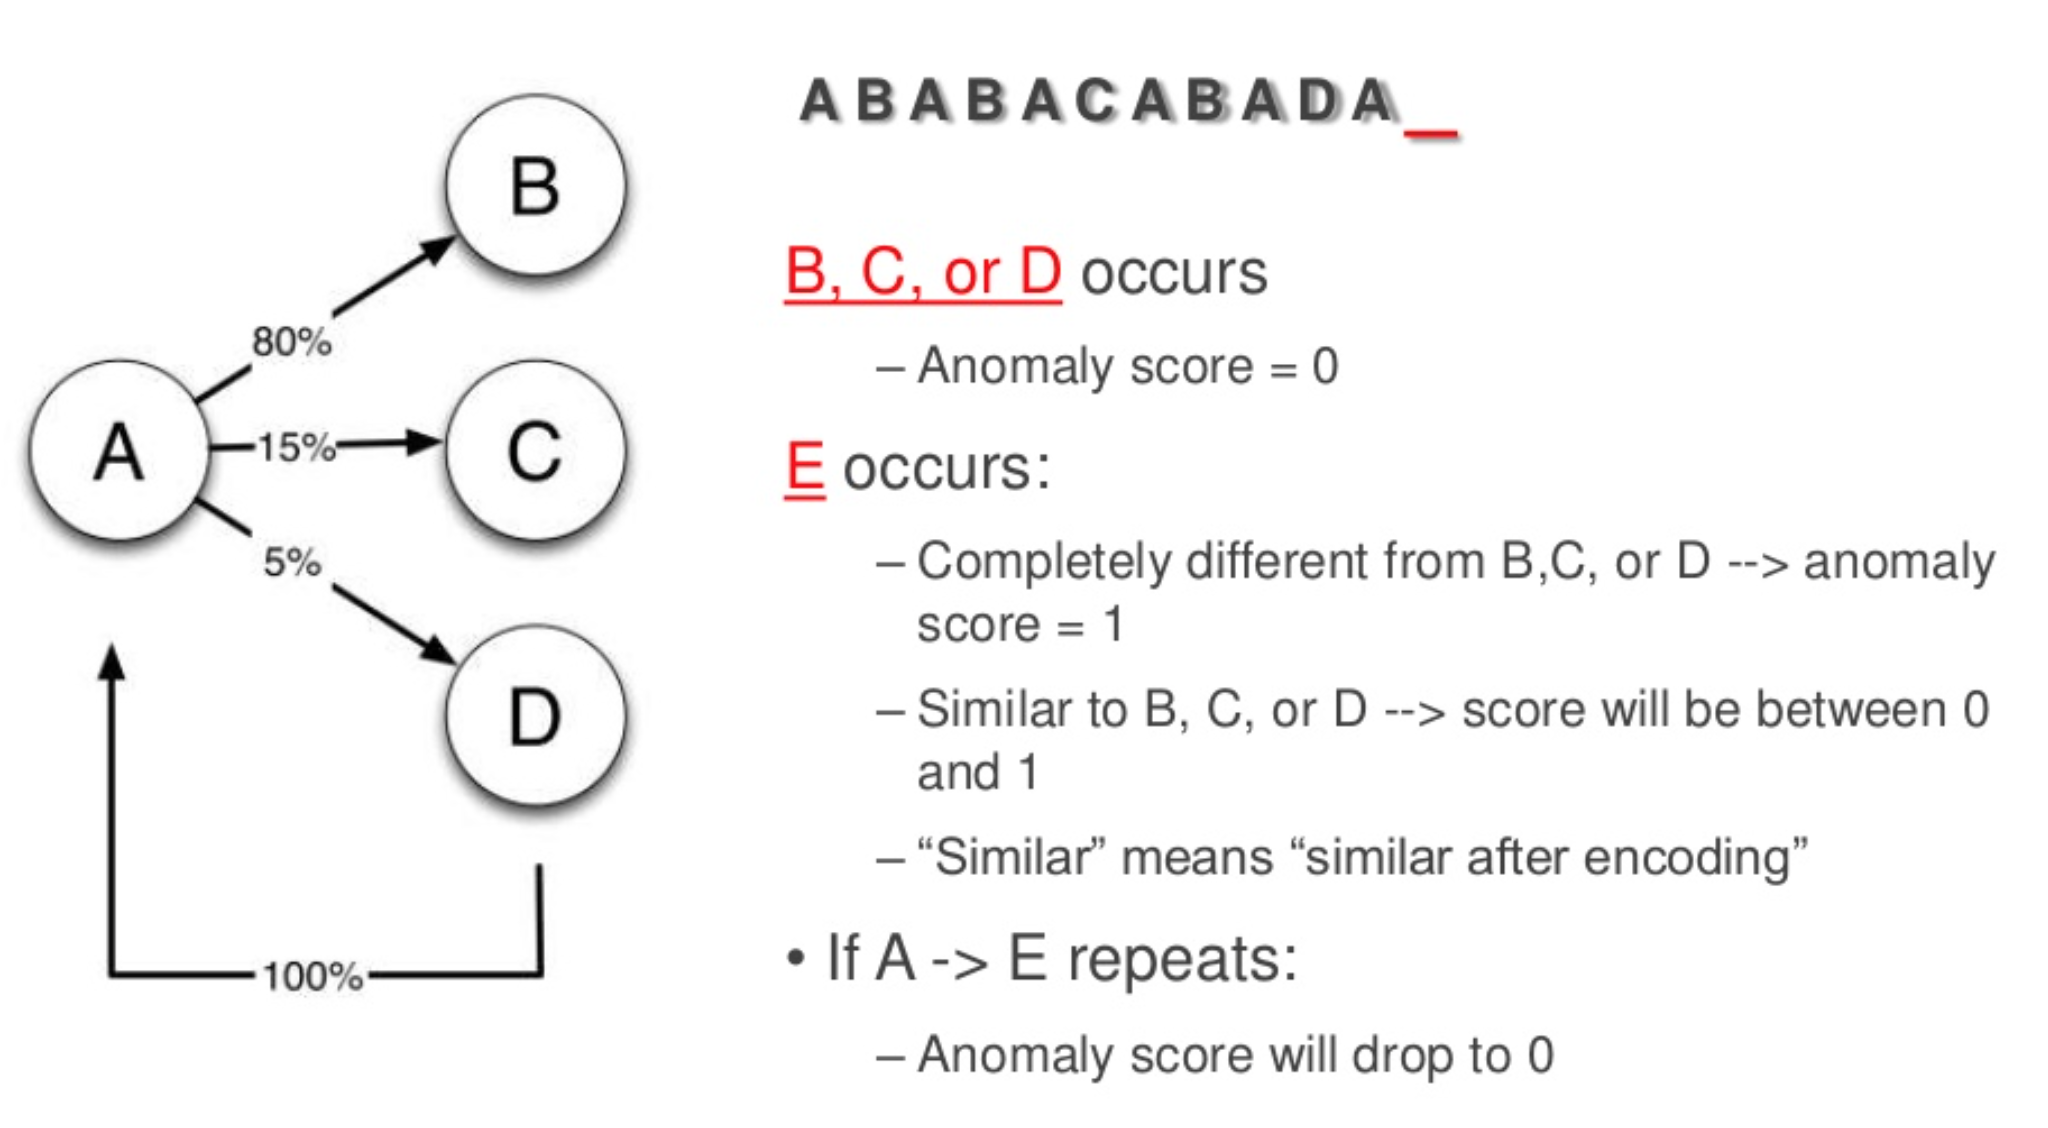 A B A B A C A B A D A _
B
80%
A
15%
C
5%
D
100%
B, C, or D occurs
– Anomaly score = 0
E occurs:
– Completely different from B,C, or D --> anomaly
score = 1
– Similar to B, C, or D --> score will be between 0
and 1
– “Similar” means “similar after encoding”
• If A -> E repeats:
– Anomaly score will drop to 0